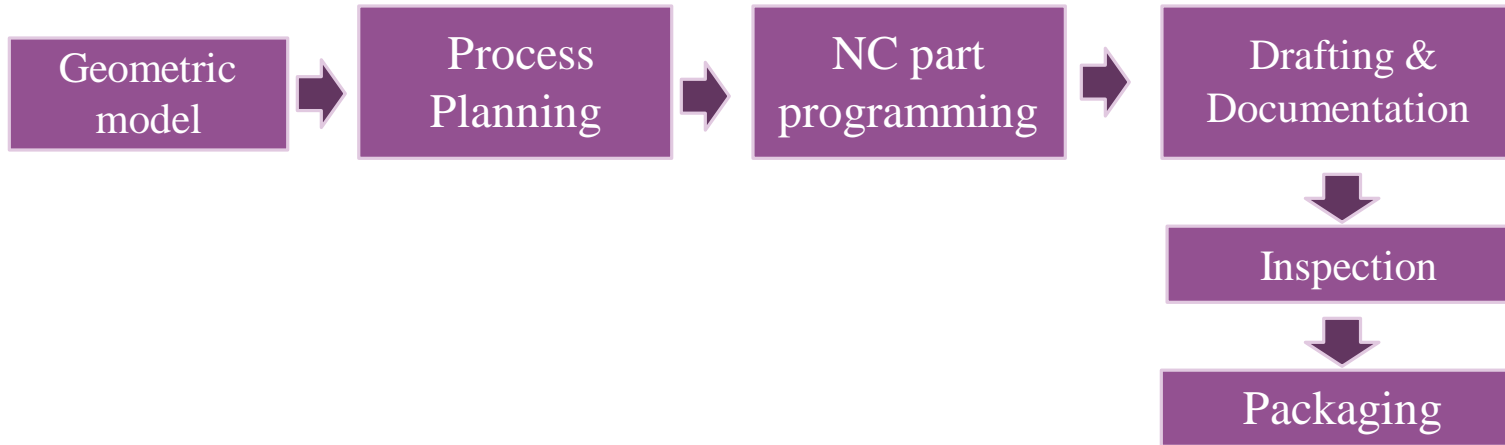 Geometric
model
Process
Planning
NC part
programming
Drafting &
Documentation
Inspection
Packaging